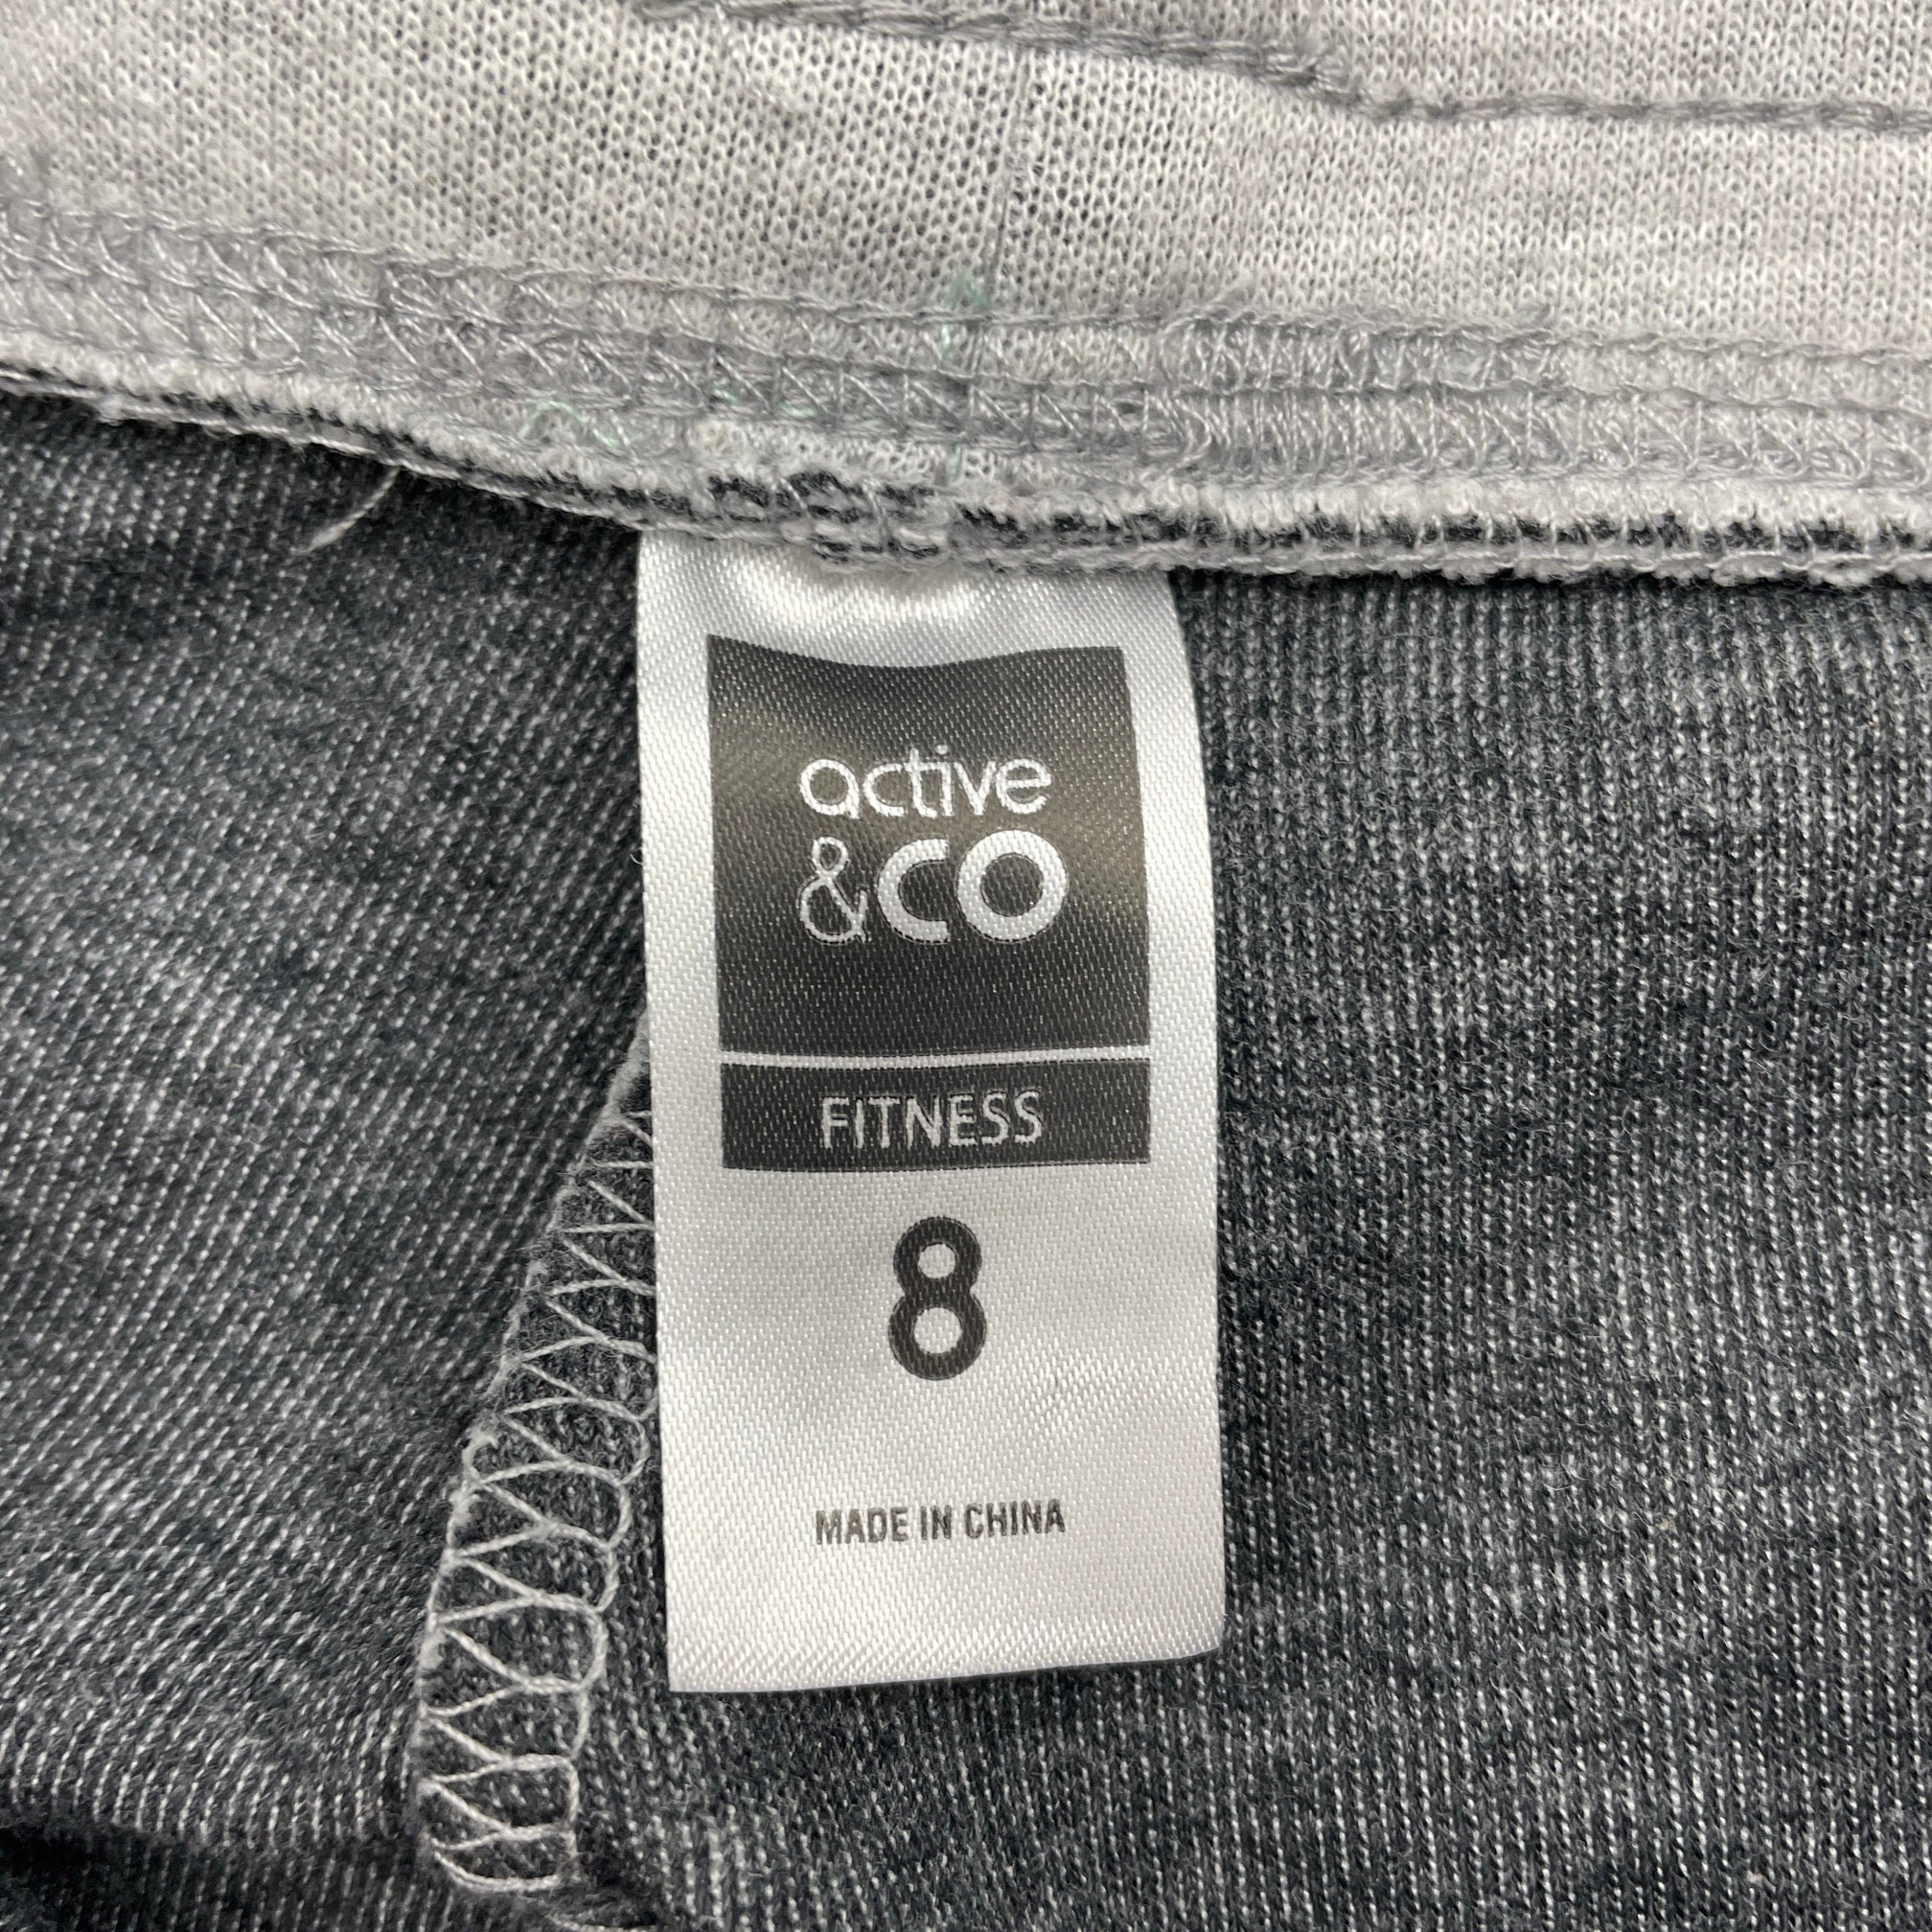 active
&CO
FITNESS
8
MADE IN CHINA